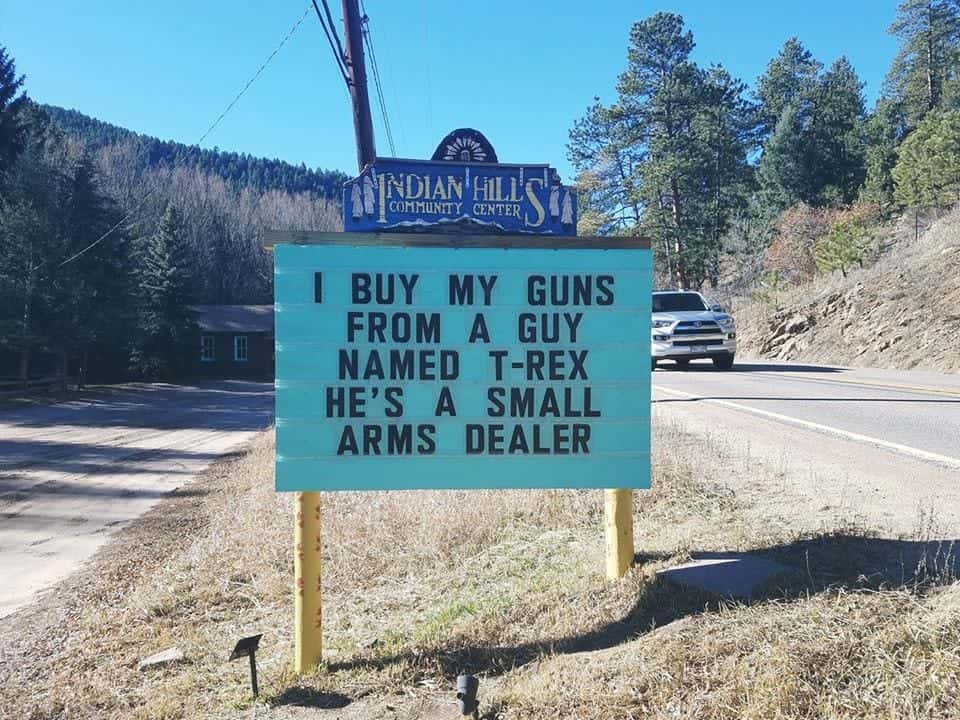 INDIAN HILLS
COMMUNITY CENTER
I BUY MY GUNS
FROM A GUY
NAMED T-REX
HE'S A SMALL
ARMS DEALER